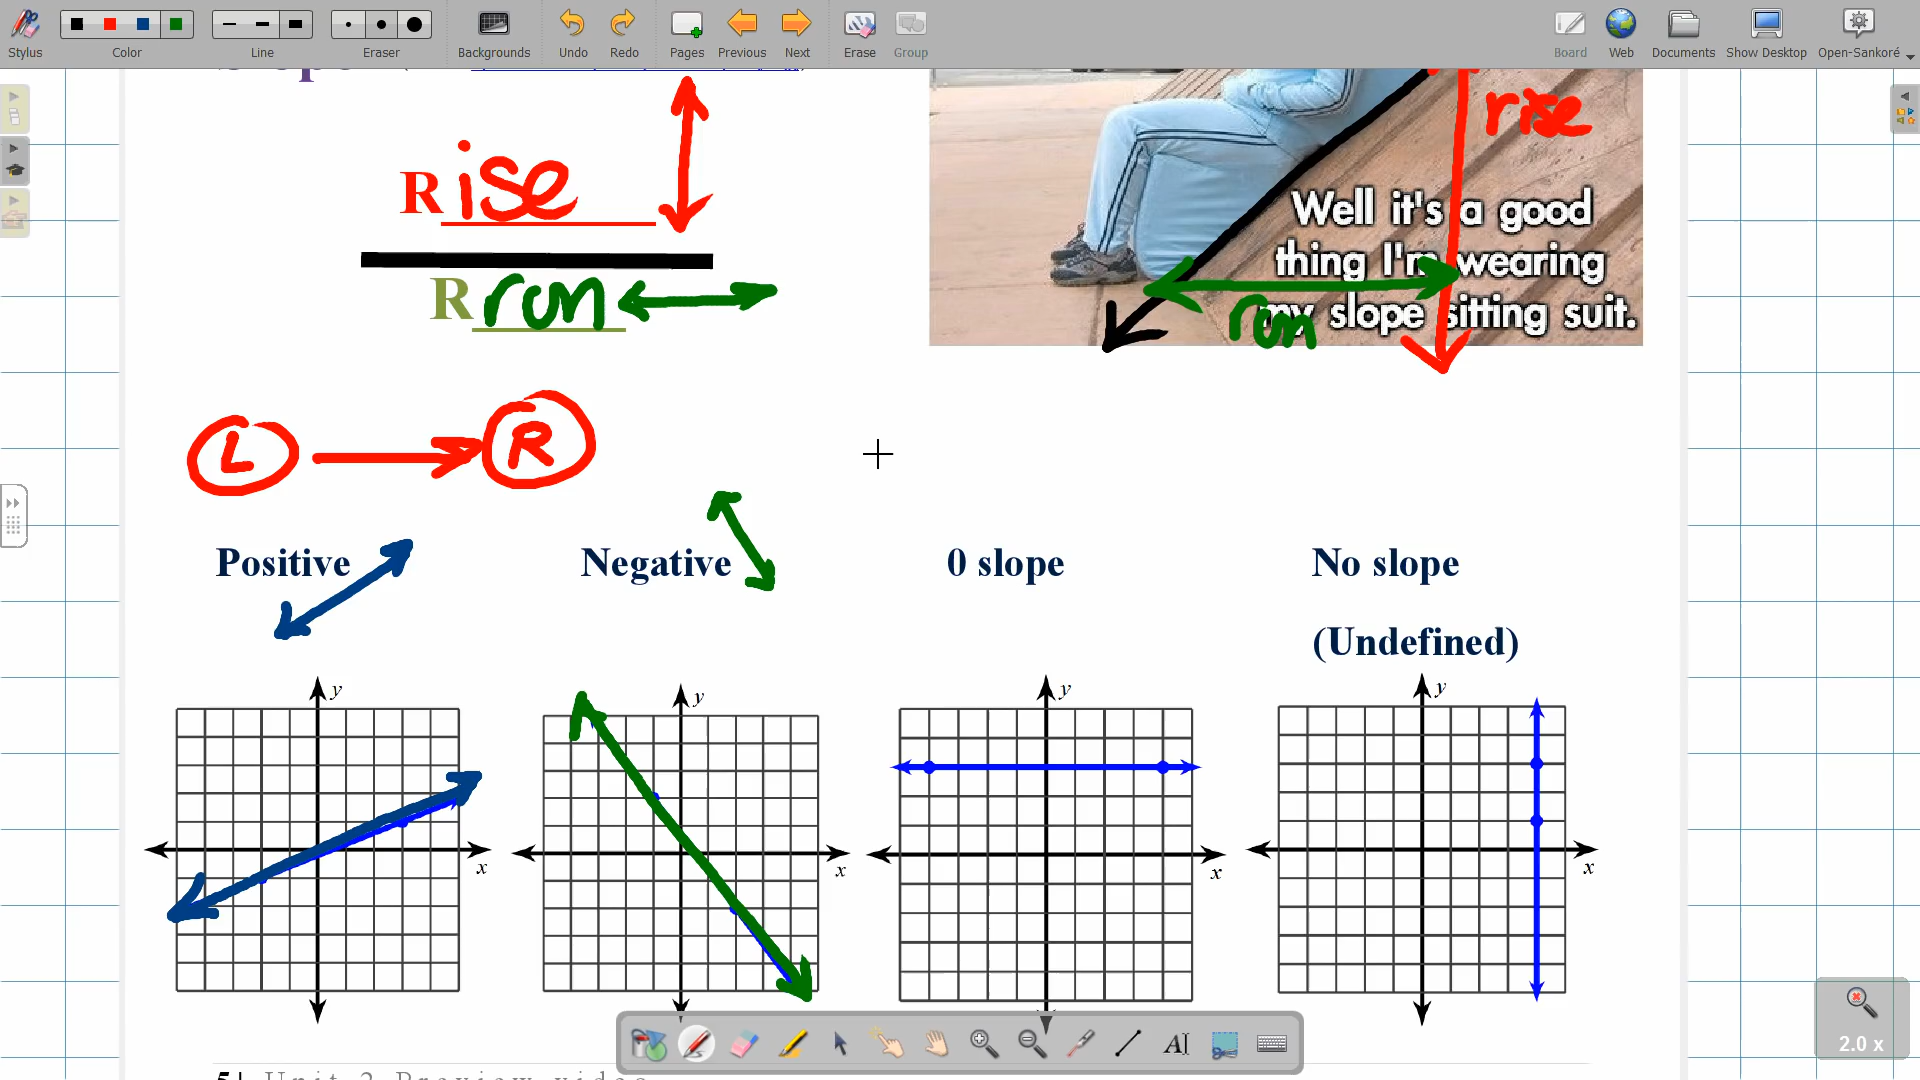 Stylus Color Line Eraser Backgrounds Undo Redo Pages Previous Next Erase Group Board Web Documents Show Desktop Open-Sankoré
Rise
R run
rise
Well it's a good
thing I'm wearing
my slope sitting suit.
run
L R
Positive Negative 0 slope No slope
(Undefined)
y y y y
x x x x
2.0 x